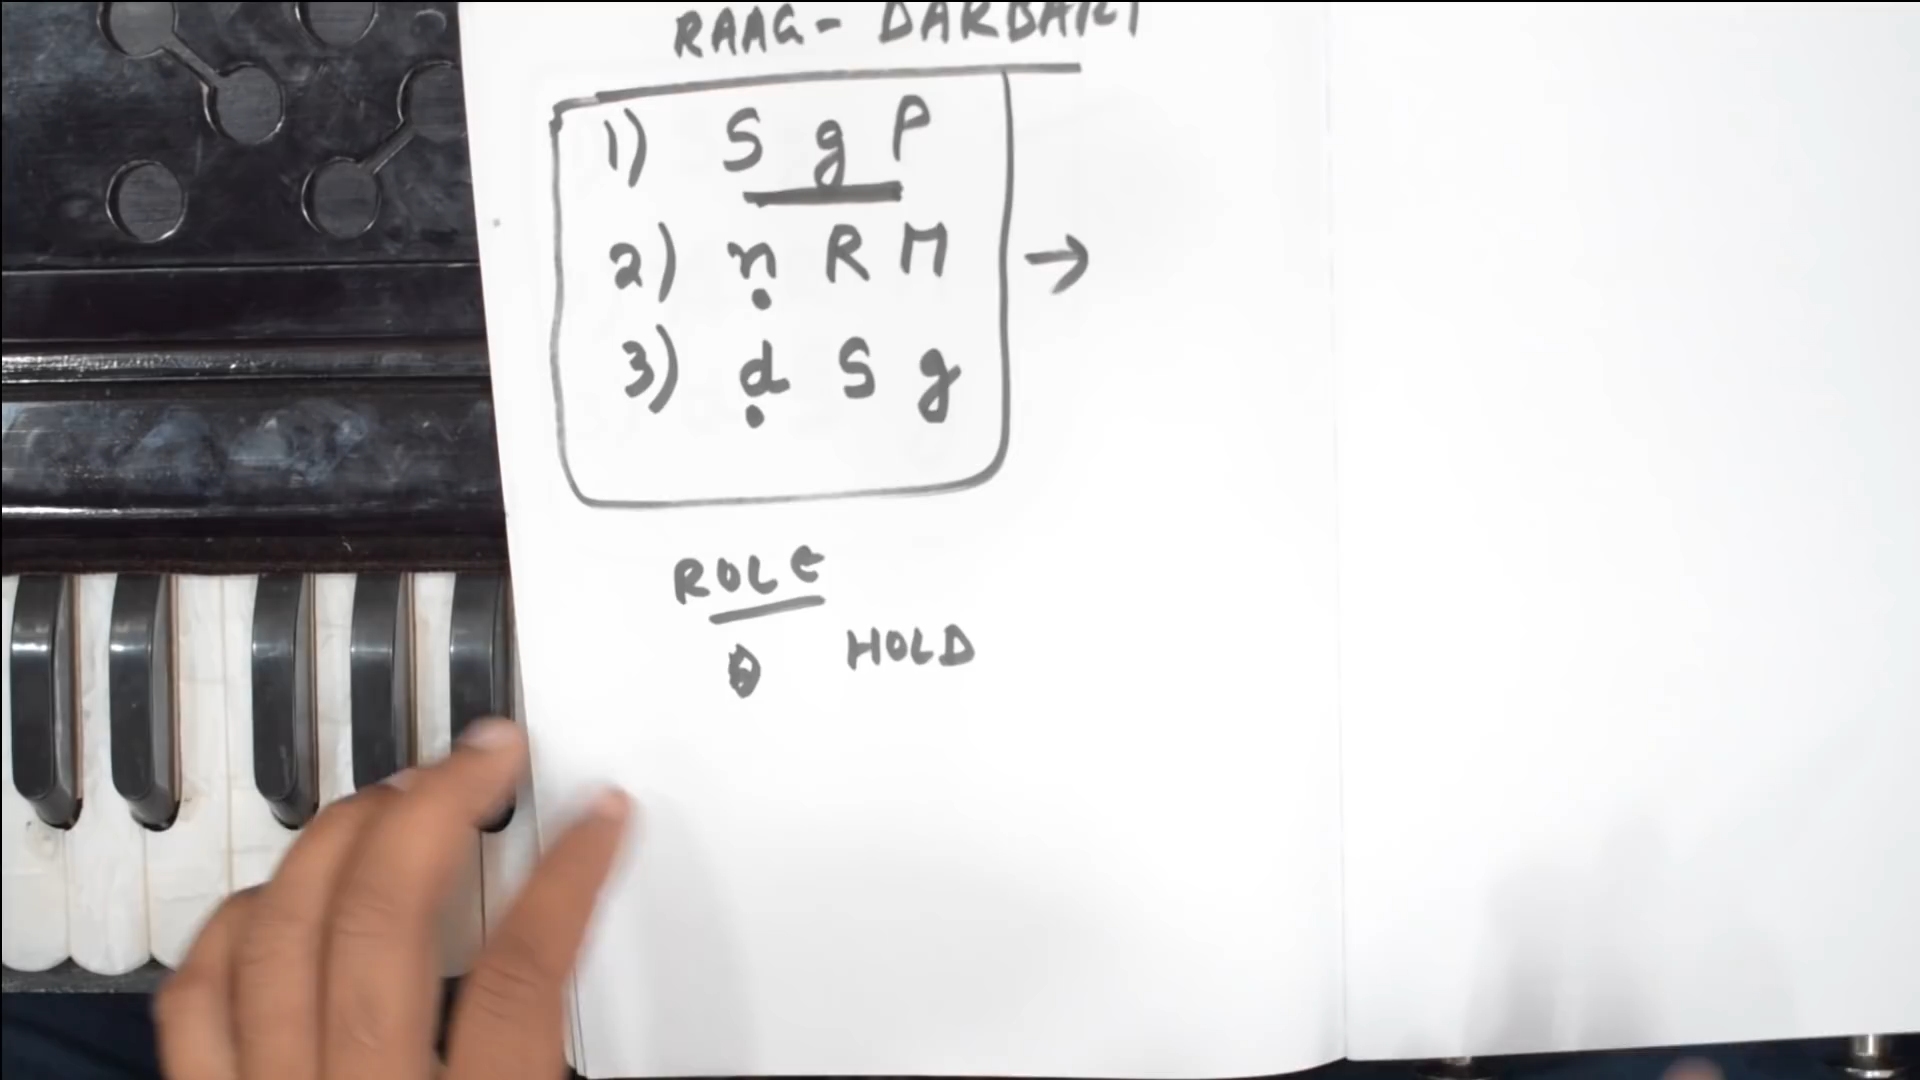 RAAG - DARBARI
1) S g P
2) ṇ R M →
3) ḍ S g
ROLE
HOLD